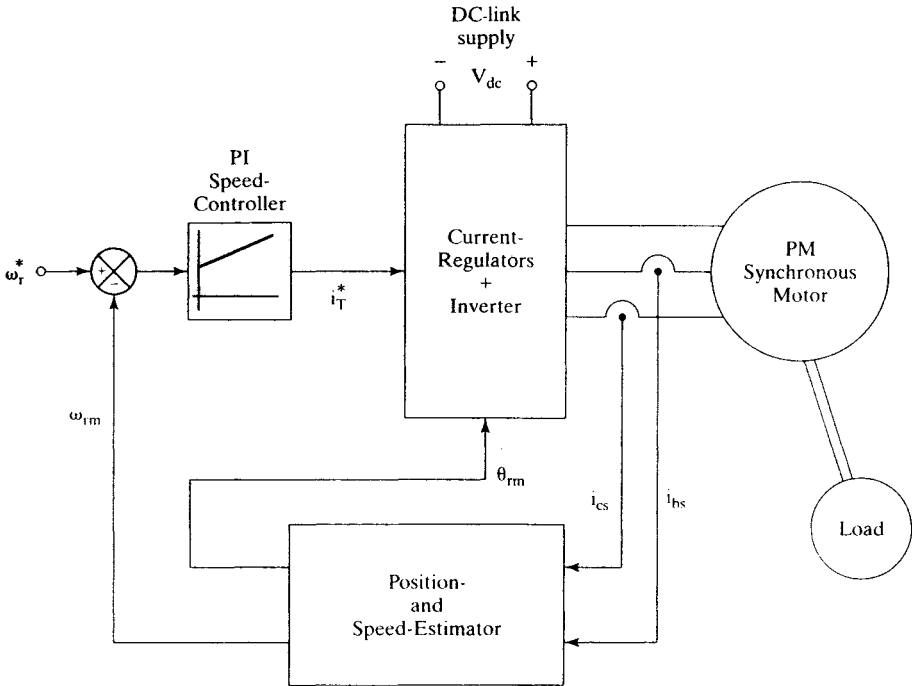 DC-link
supply
− +
V_dc
PI
Speed-
Controller
Current-
Regulators
+
Inverter
PM
Synchronous
Motor
ω_r^*
+
−
i_T^*
ω_rm
θ_rm
i_cs
i_bs
Load
Position-
and
Speed-Estimator